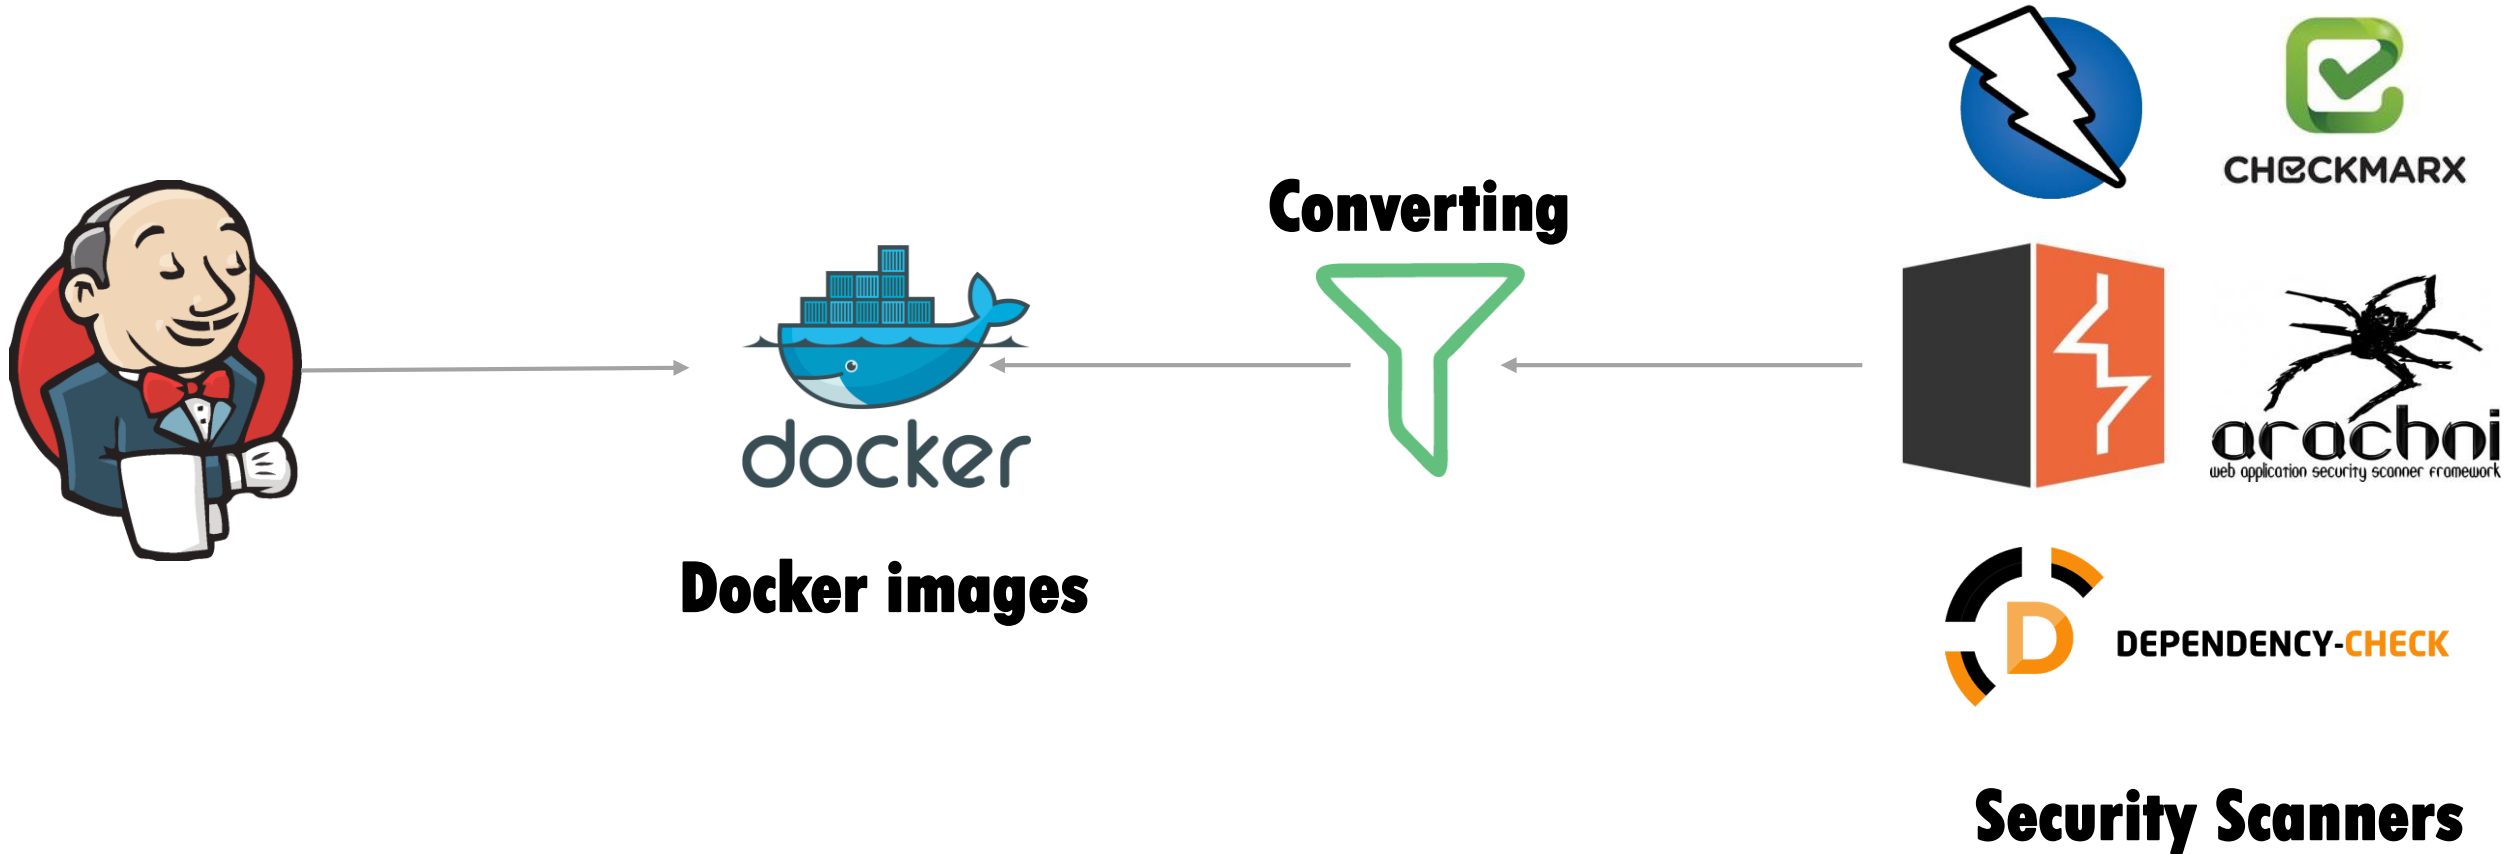 CHECKMARX
Converting
docker
arachni
web application security scanner framework
Docker images
D
DEPENDENCY-CHECK
Security Scanners